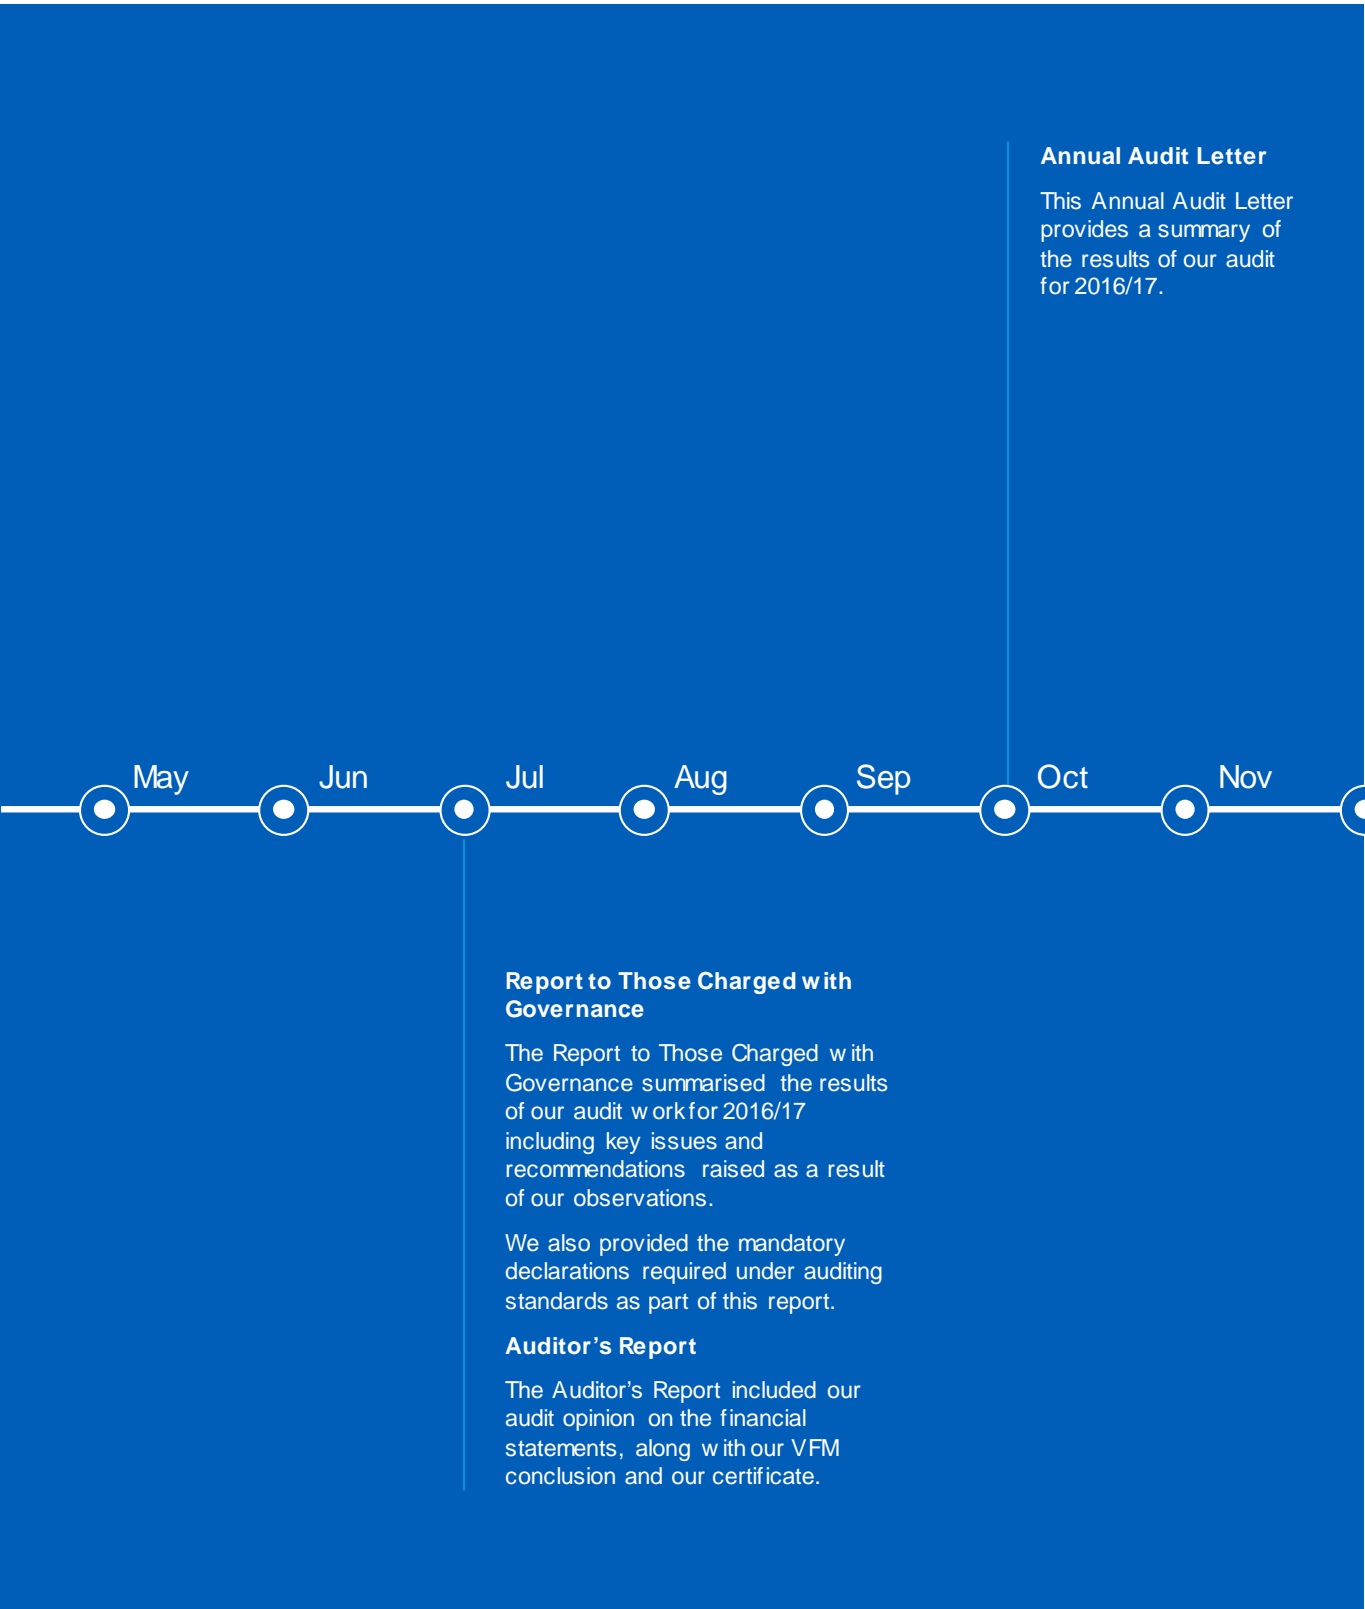 Annual Audit Letter
This Annual Audit Letter
provides a summary of
the results of our audit
for 2016/17.
May Jun Jul Aug Sep Oct Nov
Report to Those Charged with
Governance
The Report to Those Charged with
Governance summarised the results
of our audit work for 2016/17
including key issues and
recommendations raised as a result
of our observations.
We also provided the mandatory
declarations required under auditing
standards as part of this report.
Auditor’s Report
The Auditor’s Report included our
audit opinion on the financial
statements, along with our VFM
conclusion and our certificate.